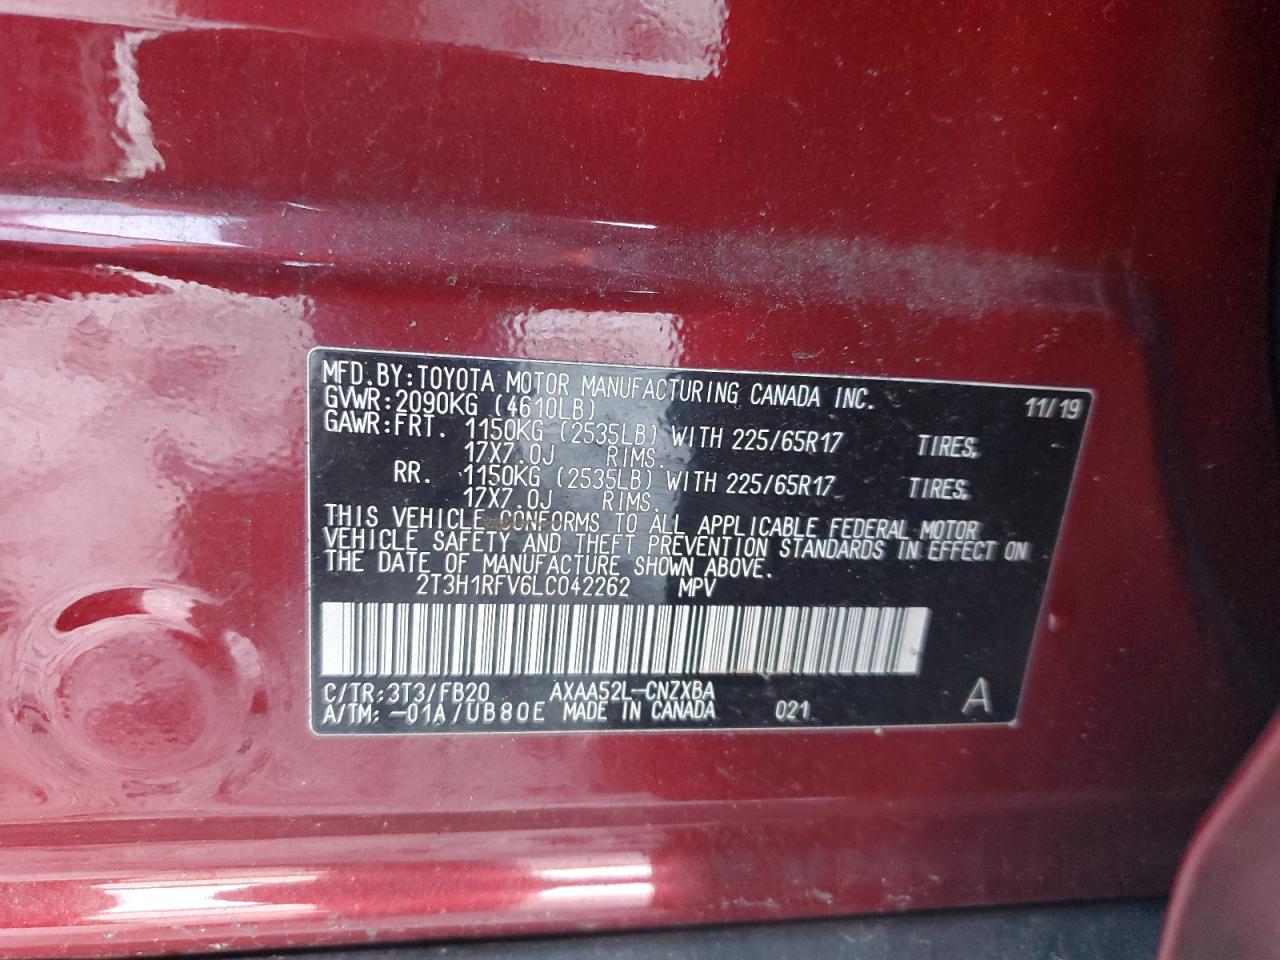 MFD.BY:TOYOTA MOTOR MANUFACTURING CANADA INC. 11/19
GVWR:2090KG (4610LB)
GAWR:FRT. 1150KG (2535LB) WITH 225/65R17 TIRES,
17X7.0J RIMS.
RR. 1150KG (2535LB) WITH 225/65R17 TIRES,
17X7.0J RIMS.
THIS VEHICLE CONFORMS TO ALL APPLICABLE FEDERAL MOTOR
VEHICLE SAFETY AND THEFT PREVENTION STANDARDS IN EFFECT ON
THE DATE OF MANUFACTURE SHOWN ABOVE.
2T3H1RFV6LC042262 MPV
C/TR:3T3/FB20 AXAA52L-CNZXBA
A/TM:-01A/UB80E MADE IN CANADA 021 A